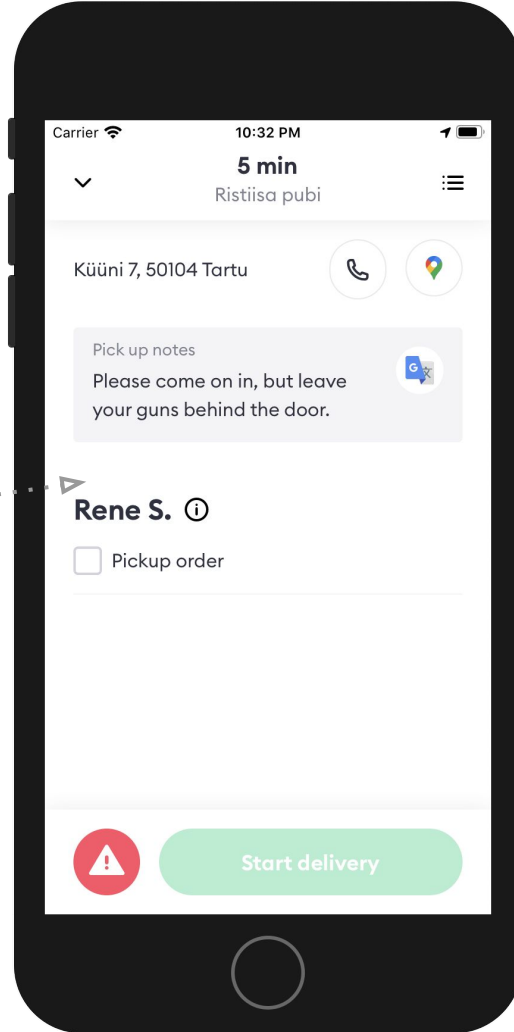 Carrier 10:32 PM
5 min
Ristiisa pubi
Küüni 7, 50104 Tartu
Pick up notes
Please come on in, but leave
your guns behind the door.
G 文
Rene S.
Pickup order
Start delivery